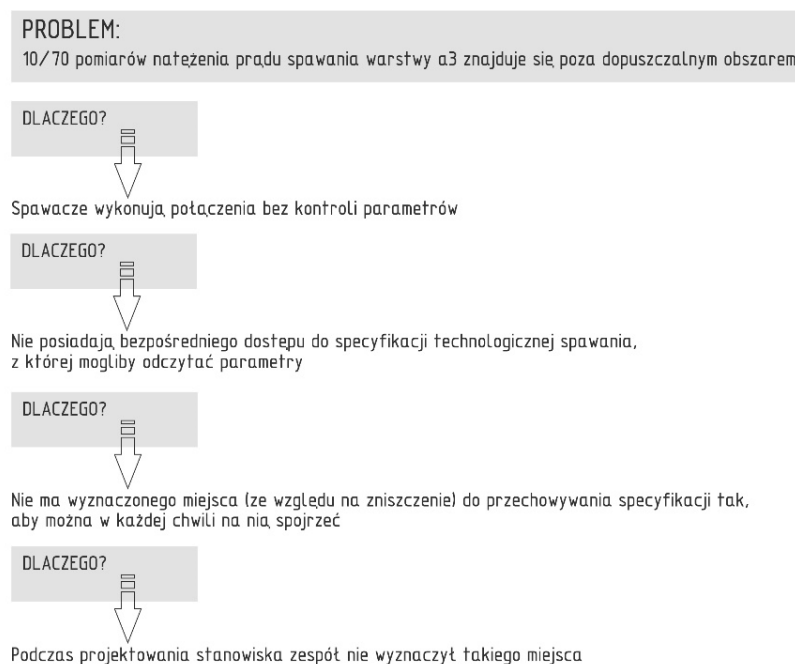 PROBLEM:
10/70 pomiarów natężenia prądu spawania warstwy a3 znajduje się poza dopuszczalnym obszarem
DLACZEGO?
Spawacze wykonują połączenia bez kontroli parametrów
DLACZEGO?
Nie posiadają bezpośredniego dostępu do specyfikacji technologicznej spawania,
z której mogliby odczytać parametry
DLACZEGO?
Nie ma wyznaczonego miejsca (ze względu na zniszczenie) do przechowywania specyfikacji tak,
aby można w każdej chwili na nią spojrzeć
DLACZEGO?
Podczas projektowania stanowiska zespół nie wyznaczył takiego miejsca